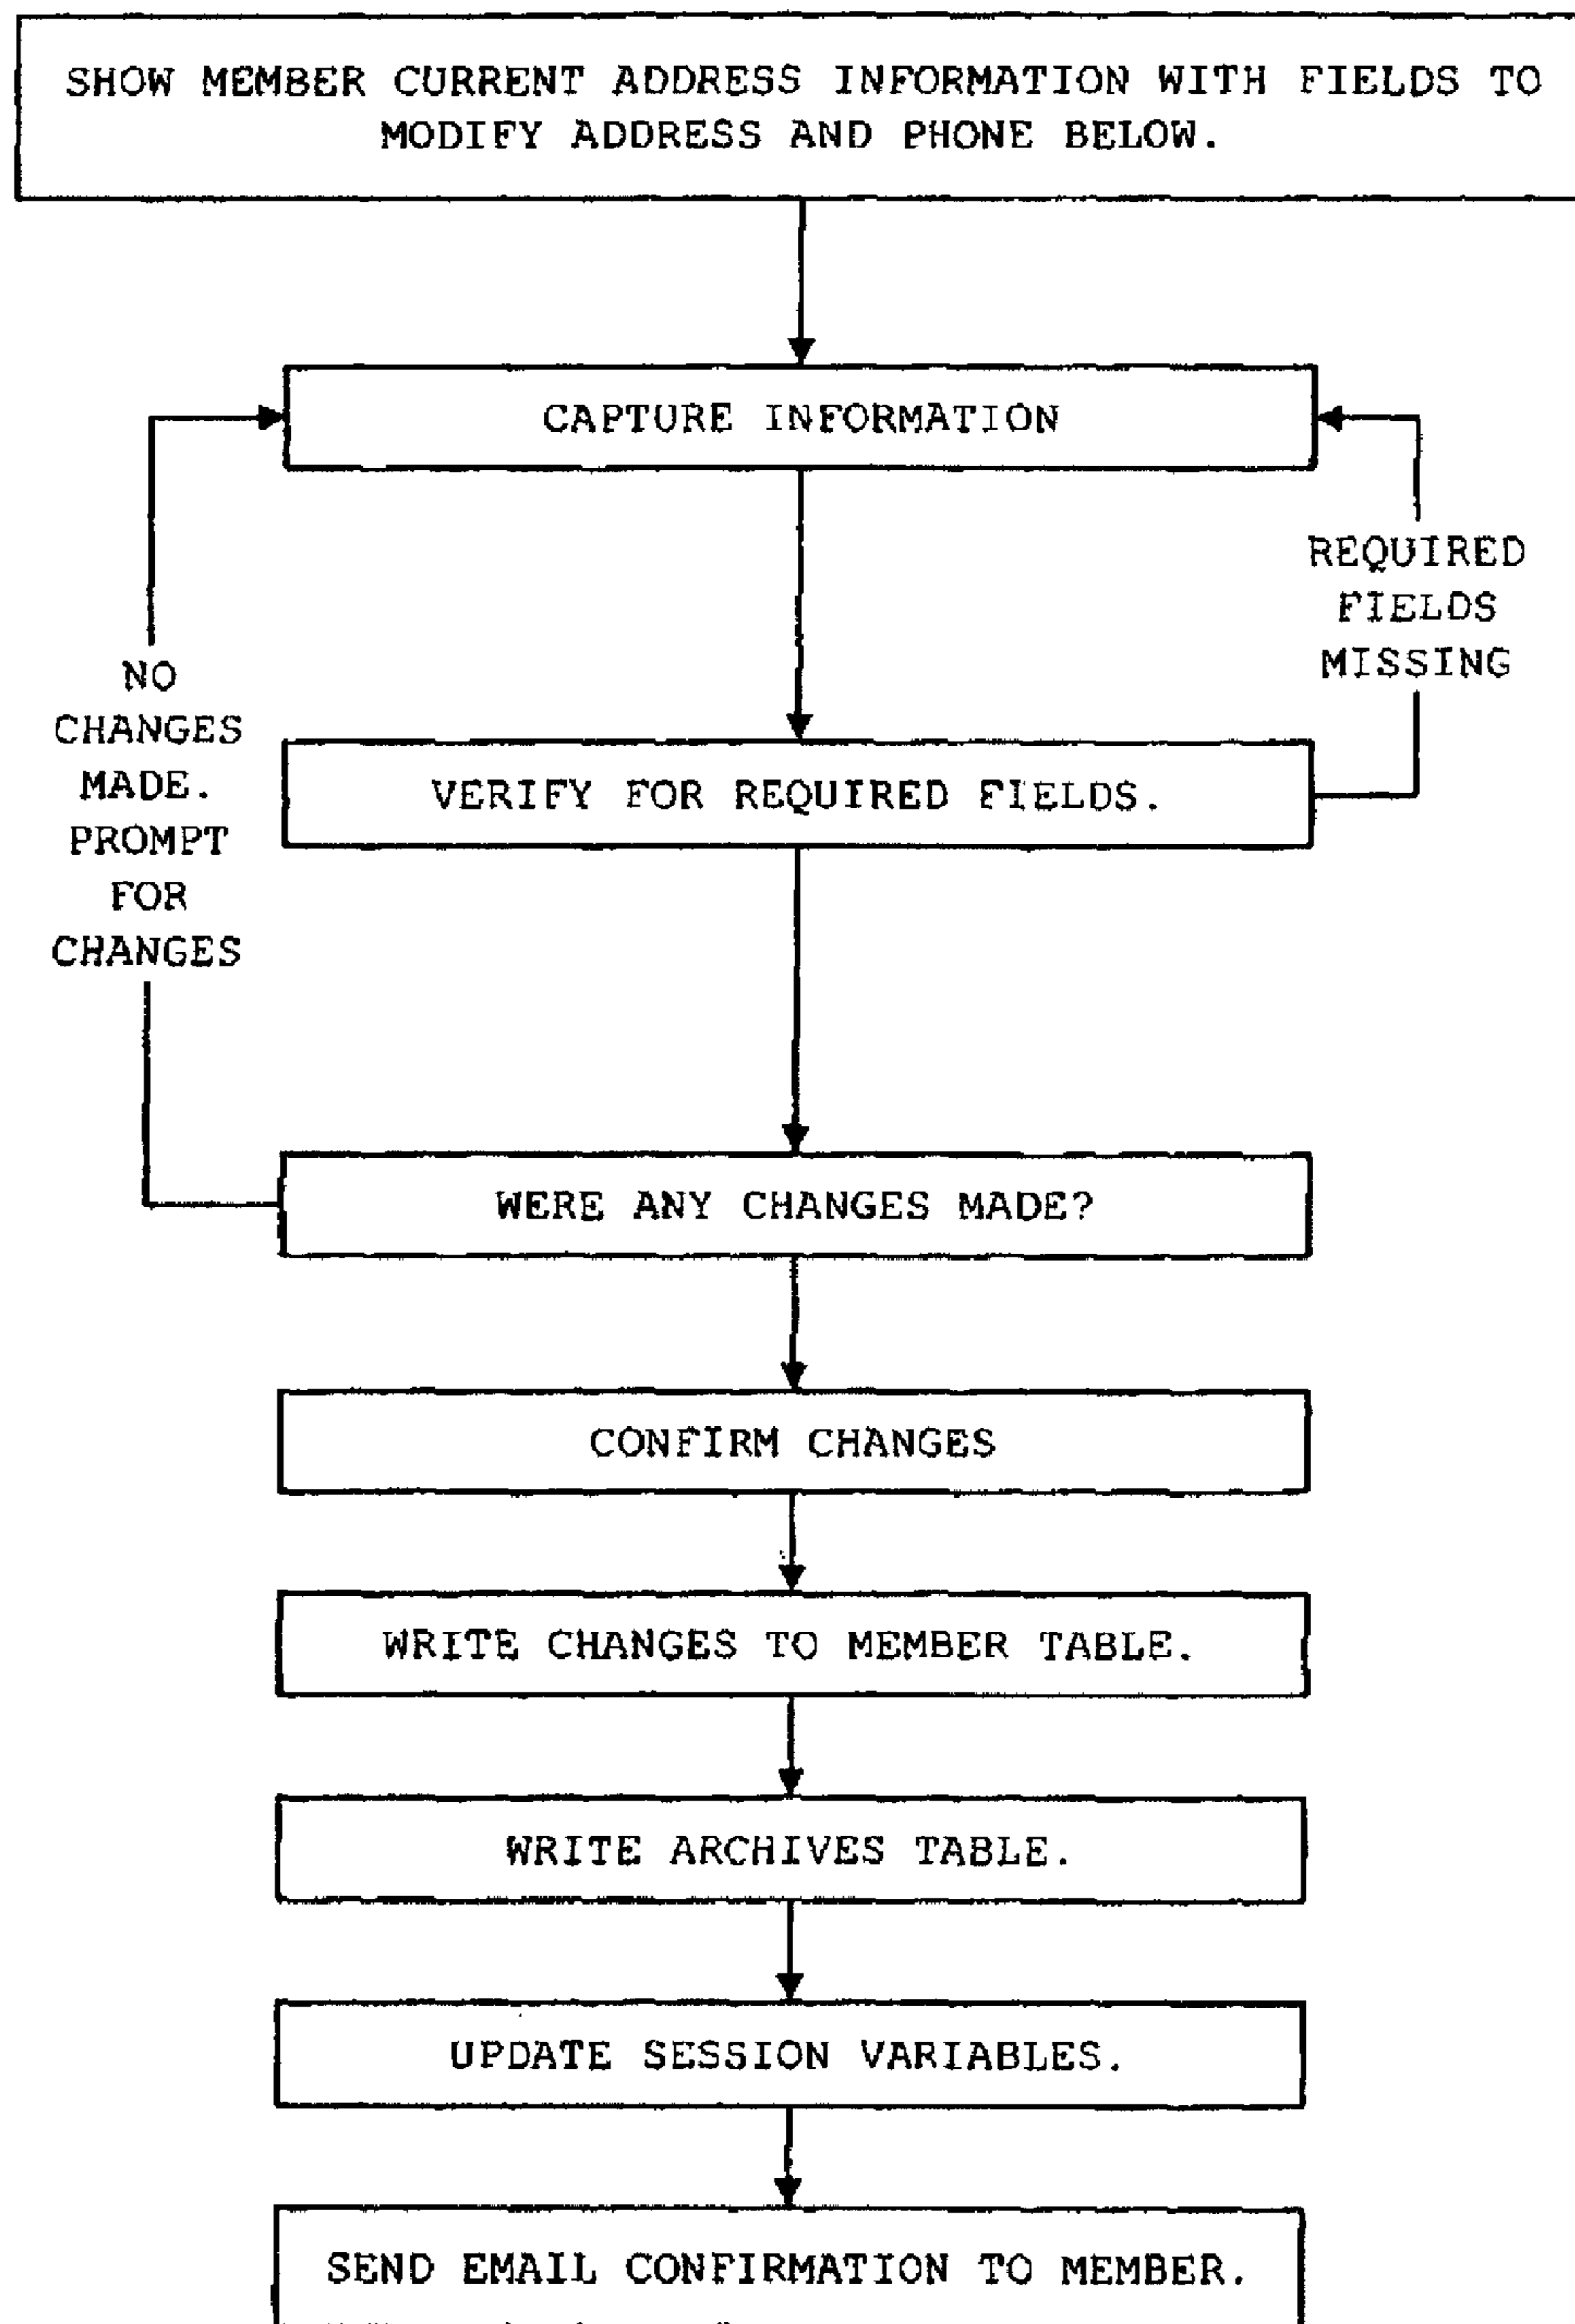 SHOW MEMBER CURRENT ADDRESS INFORMATION WITH FIELDS TO
MODIFY ADDRESS AND PHONE BELOW.
CAPTURE INFORMATION
REQUIRED
FIELDS
MISSING
NO
CHANGES
MADE.
PROMPT
FOR
CHANGES
VERIFY FOR REQUIRED FIELDS.
WERE ANY CHANGES MADE?
CONFIRM CHANGES
WRITE CHANGES TO MEMBER TABLE.
WRITE ARCHIVES TABLE.
UPDATE SESSION VARIABLES.
SEND EMAIL CONFIRMATION TO MEMBER.